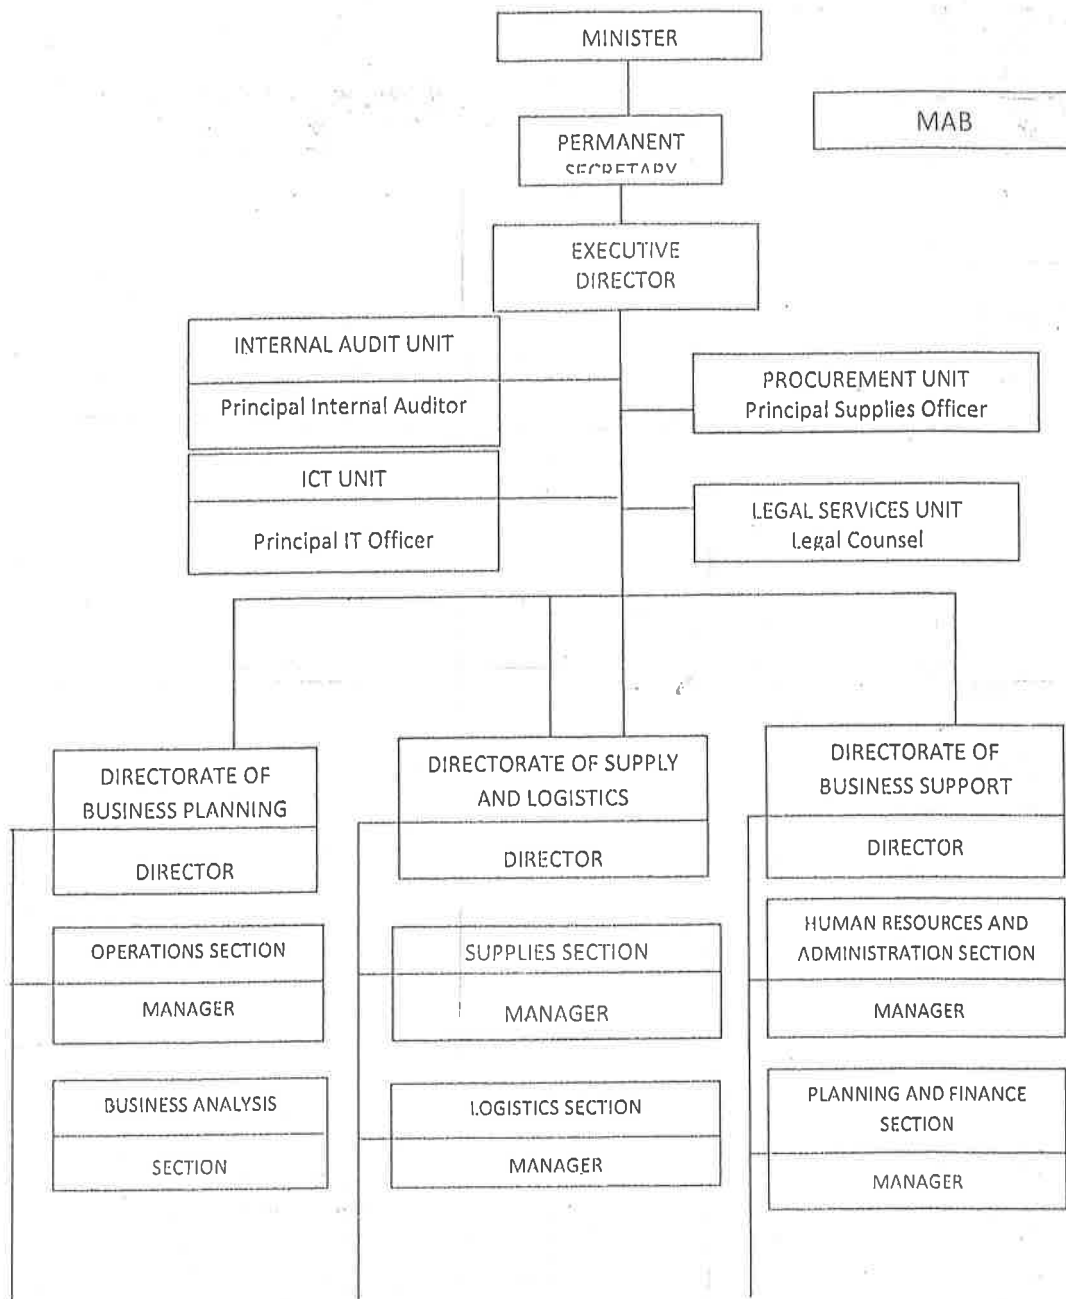 MINISTER
MAB
PERMANENT
SECRETARY
EXECUTIVE
DIRECTOR
INTERNAL AUDIT UNIT
Principal Internal Auditor
PROCUREMENT UNIT
Principal Supplies Officer
ICT UNIT
Principal IT Officer
LEGAL SERVICES UNIT
Legal Counsel
DIRECTORATE OF
BUSINESS PLANNING
DIRECTOR
DIRECTORATE OF SUPPLY
AND LOGISTICS
DIRECTOR
DIRECTORATE OF
BUSINESS SUPPORT
DIRECTOR
OPERATIONS SECTION
MANAGER
SUPPLIES SECTION
MANAGER
HUMAN RESOURCES AND
ADMINISTRATION SECTION
MANAGER
BUSINESS ANALYSIS
SECTION
LOGISTICS SECTION
MANAGER
PLANNING AND FINANCE
SECTION
MANAGER